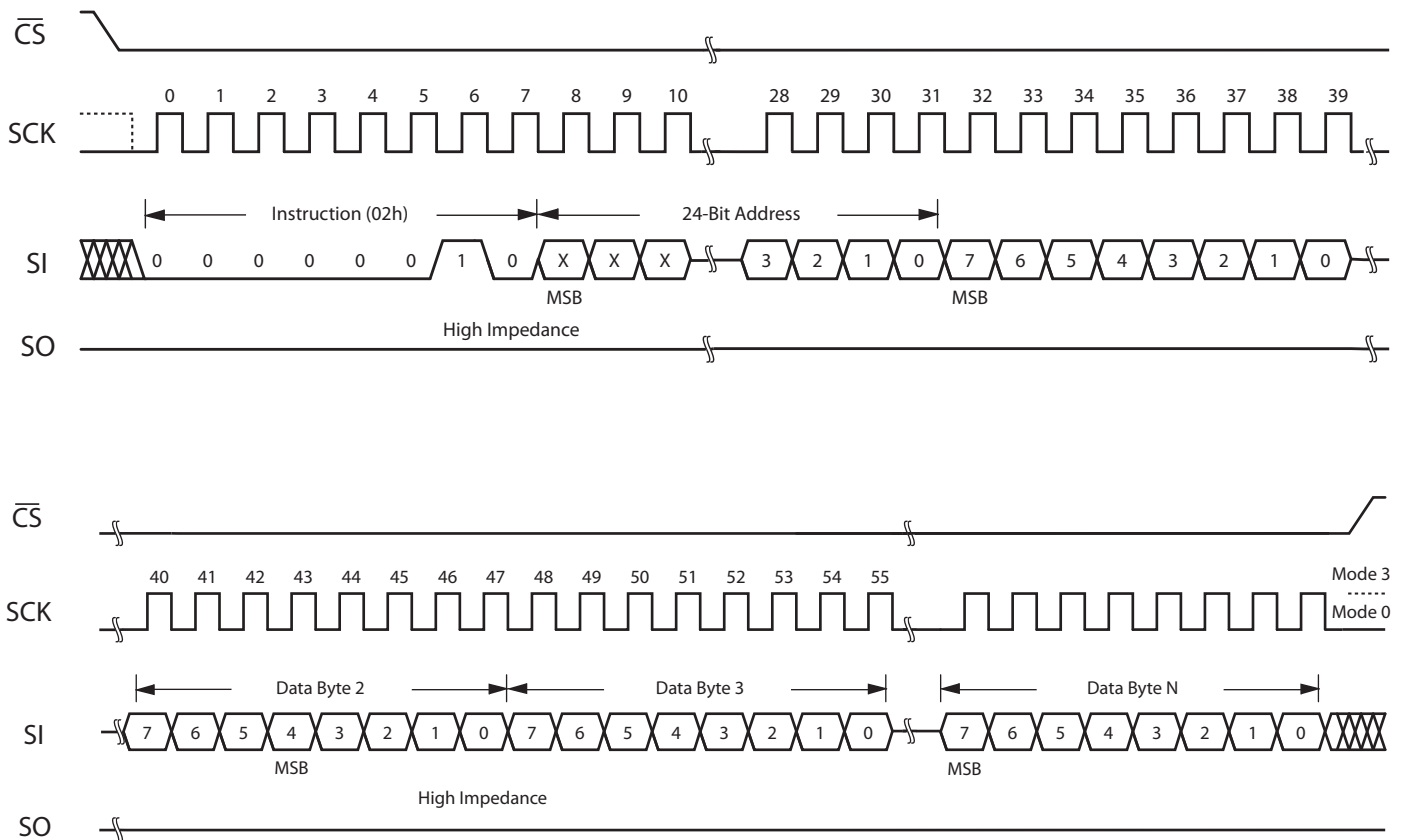 CS
0 1 2 3 4 5 6 7 8 9 10 28 29 30 31 32 33 34 35 36 37 38 39
SCK
Instruction (02h) 24-Bit Address
SI 0 0 0 0 0 0 1 0 X X X 3 2 1 0 7 6 5 4 3 2 1 0
MSB MSB
High Impedance
SO
CS
40 41 42 43 44 45 46 47 48 49 50 51 52 53 54 55 Mode 3
SCK Mode 0
Data Byte 2 Data Byte 3 Data Byte N
SI 7 6 5 4 3 2 1 0 7 6 5 4 3 2 1 0 7 6 5 4 3 2 1 0
MSB MSB
High Impedance
SO